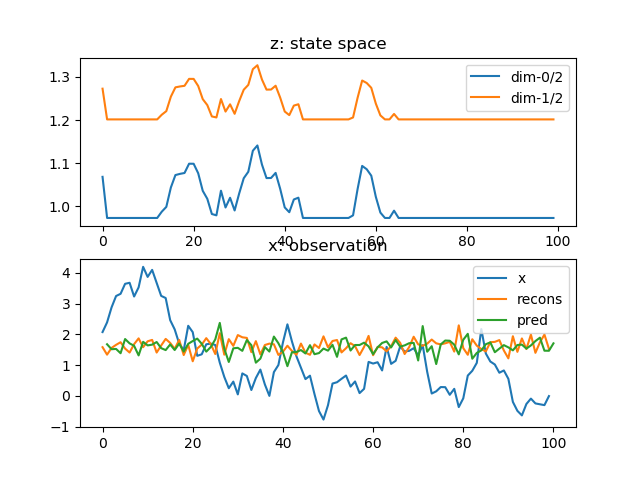 z: state space
1.3
1.2
1.1
1.0
dim-0/2
dim-1/2
0 20 40 60 80 100
x: observation
4
3
2
1
0
−1
x
recons
pred
0 20 40 60 80 100